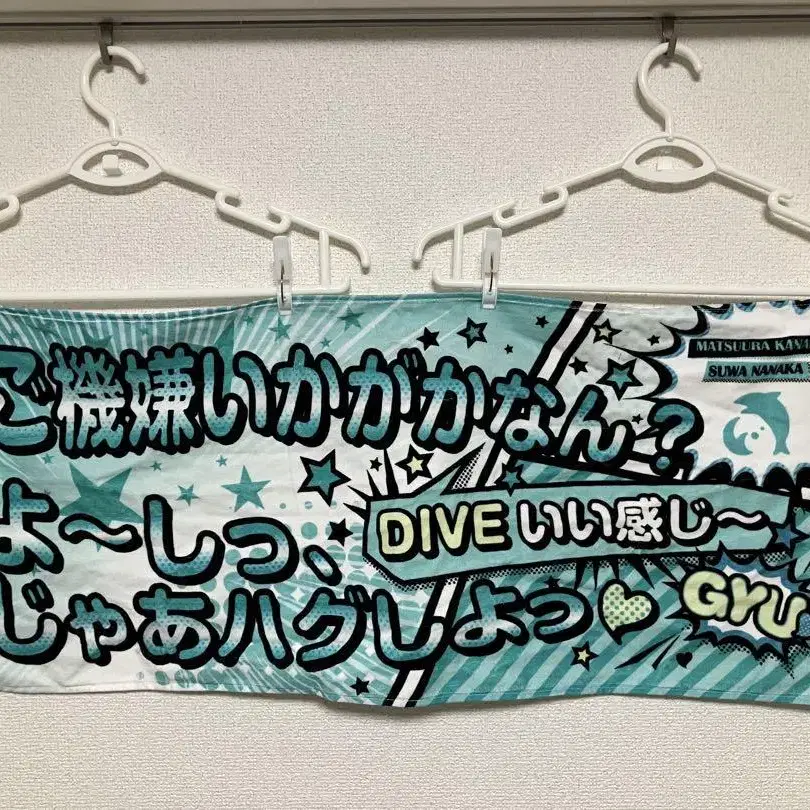 ご機嫌いかがかなん?
MATSUURA KANA
SUWA NANAKA
よ〜しっ、
DIVE いい感じ〜
じゃあハグしよっ♥
GYU